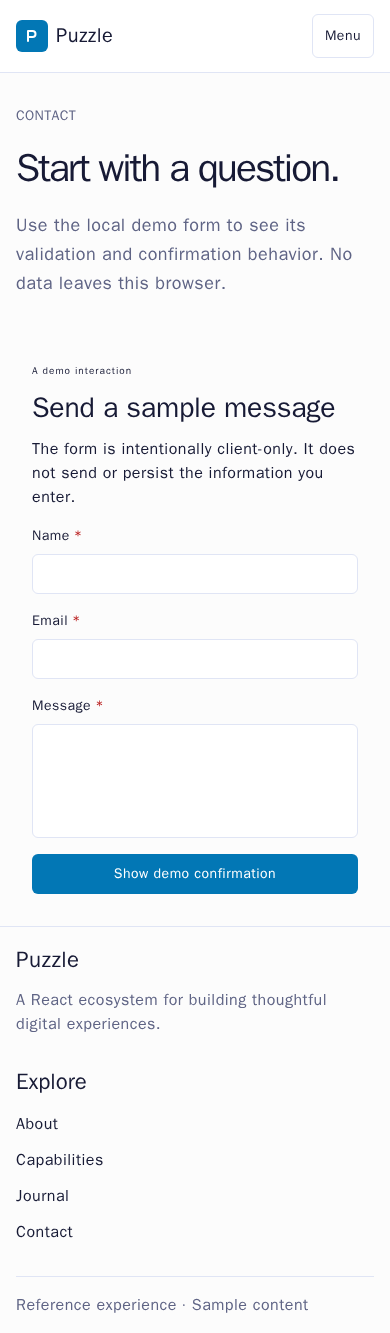 P Puzzle
Menu
CONTACT
Start with a question.
Use the local demo form to see its
validation and confirmation behavior. No
data leaves this browser.
A demo interaction
Send a sample message
The form is intentionally client-only. It does
not send or persist the information you
enter.
Name *
Email *
Message *
Show demo confirmation
Puzzle
A React ecosystem for building thoughtful
digital experiences.
Explore
About
Capabilities
Journal
Contact
Reference experience · Sample content